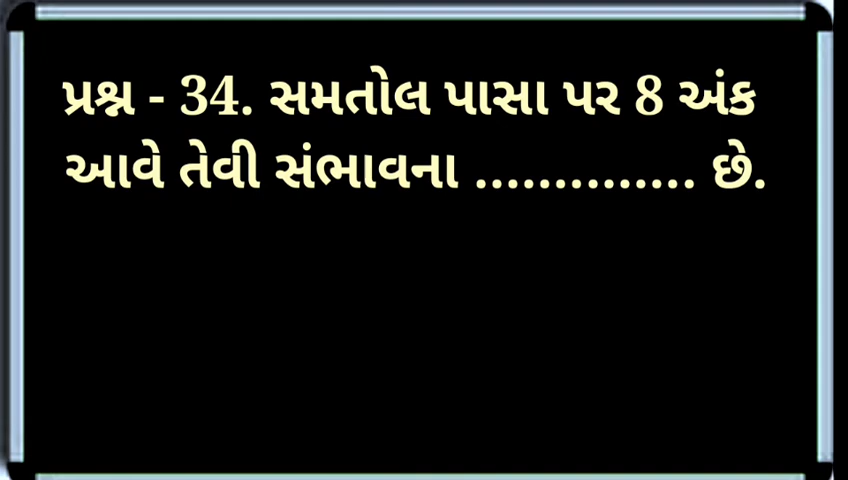 પ્રશ્ન - 34. સમતોલ પાસા પર 8 અંક
આવે તેવી સંભાવના .............. છે.